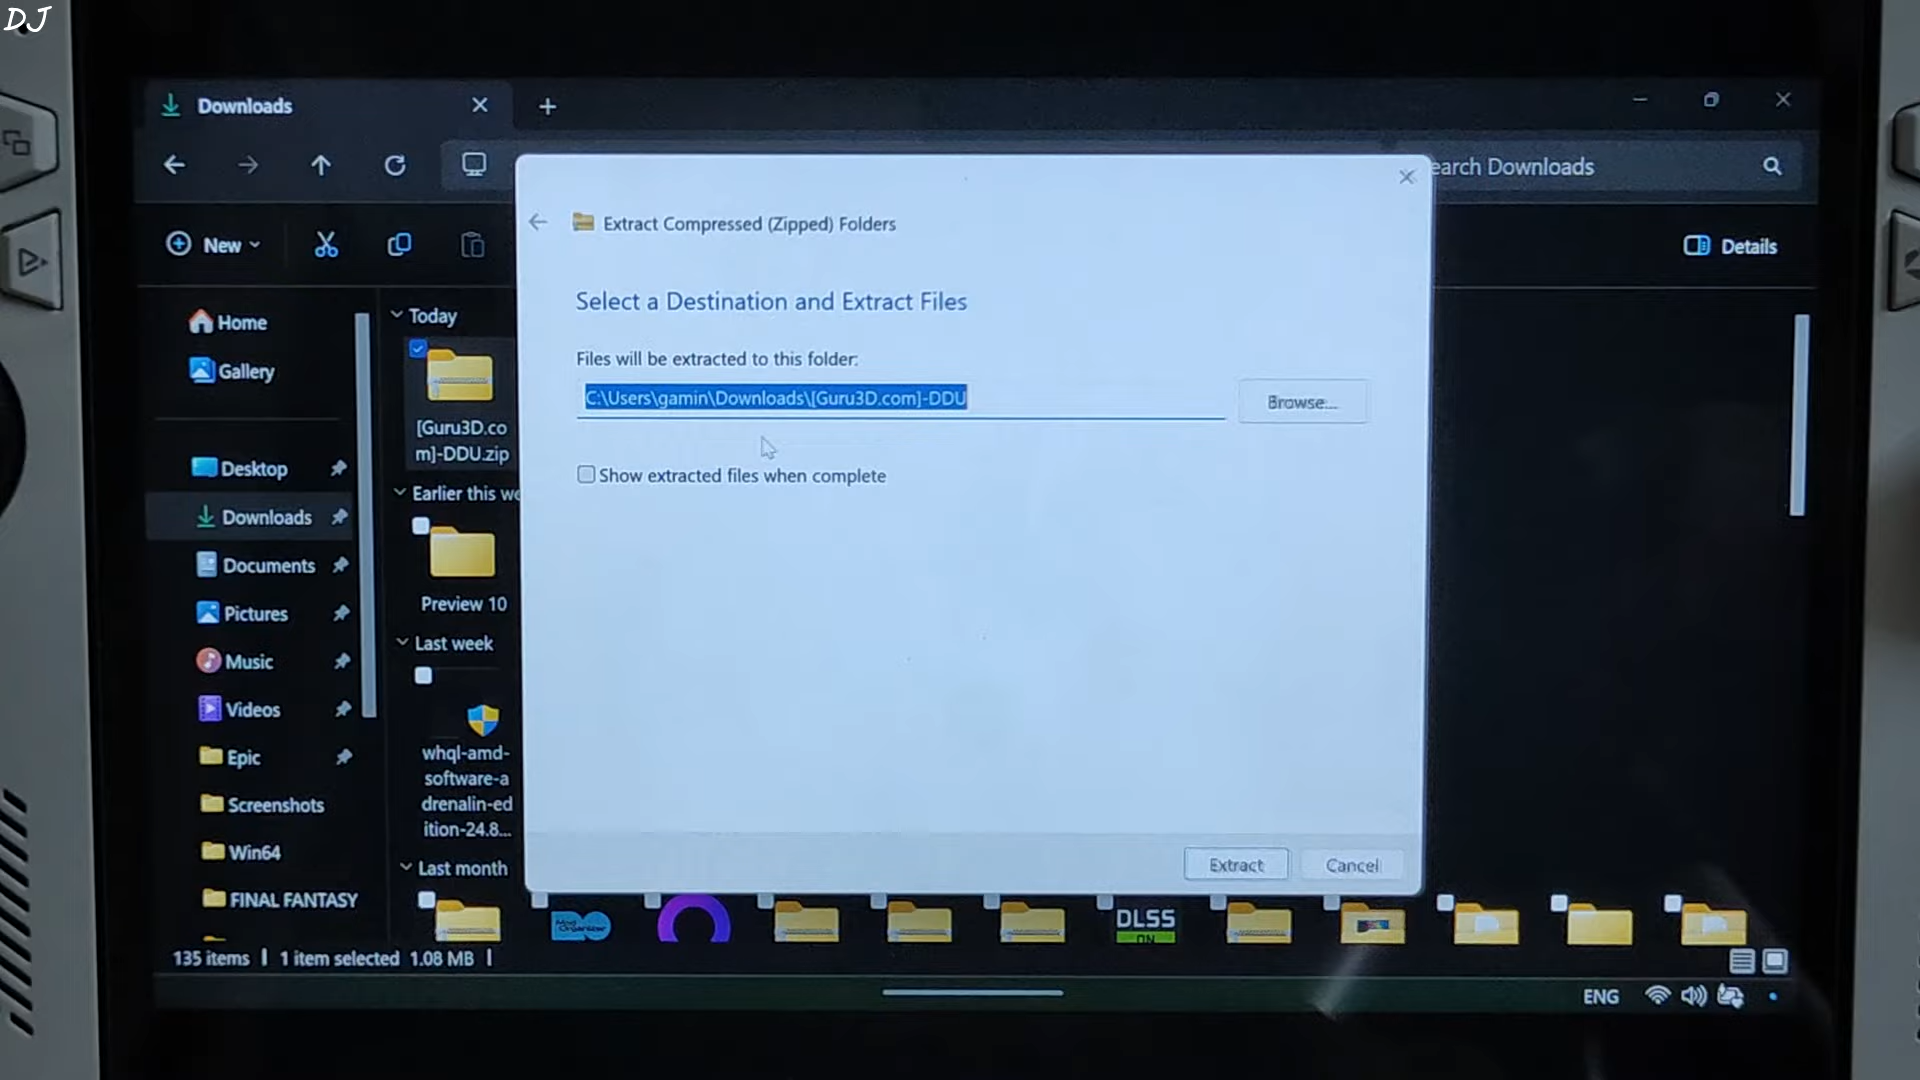 DJ
Downloads
Search Downloads
New
Details
Extract Compressed (Zipped) Folders
Select a Destination and Extract Files
Files will be extracted to this folder:
C:\Users\gamin\Downloads\[Guru3D.com]-DDU
Browse...
Show extracted files when complete
Extract
Cancel
Home
Gallery
Desktop
Downloads
Documents
Pictures
Music
Videos
Epic
Screenshots
Win64
FINAL FANTASY
Today
[Guru3D.co
m]-DDU.zip
Earlier this we
Preview 10
Last week
whql-amd-
software-a
drenalin-ed
ition-24.8...
Last month
Mod
Organizer
DLSS
ON
135 items
1 item selected 1.08 MB
ENG